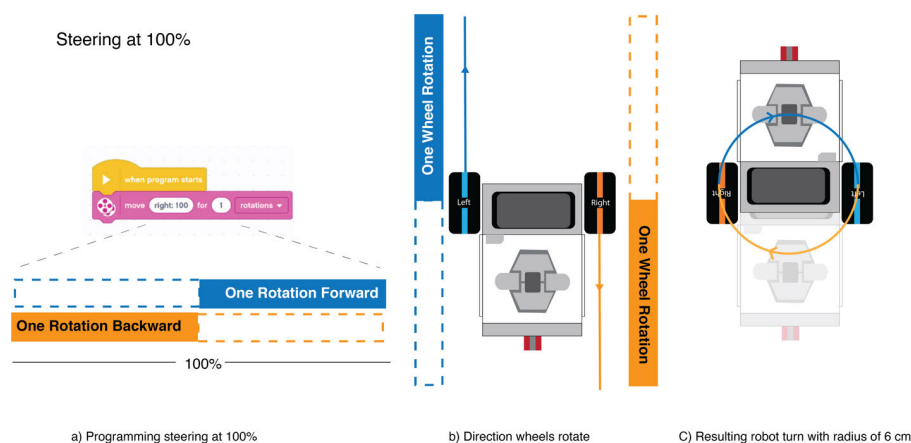 Steering at 100%
when program starts
move right: 100 for 1 rotations
One Rotation Forward
One Rotation Backward
100%
a) Programming steering at 100%
One Wheel Rotation
Left
Right
One Wheel Rotation
b) Direction wheels rotate
Right
Left
C) Resulting robot turn with radius of 6 cm